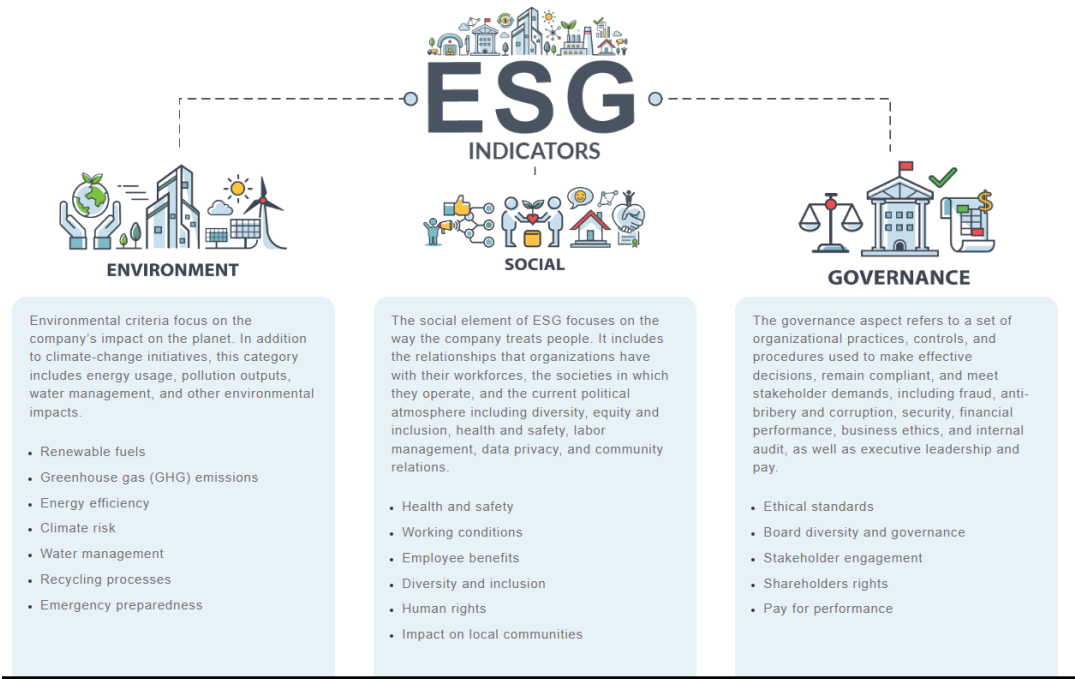 ESG
INDICATORS
ENVIRONMENT
Environmental criteria focus on the
company's impact on the planet. In addition
to climate-change initiatives, this category
includes energy usage, pollution outputs,
water management, and other environmental
impacts.
• Renewable fuels
• Greenhouse gas (GHG) emissions
• Energy efficiency
• Climate risk
• Water management
• Recycling processes
• Emergency preparedness
SOCIAL
The social element of ESG focuses on the
way the company treats people. It includes
the relationships that organizations have
with their workforces, the societies in which
they operate, and the current political
atmosphere including diversity, equity and
inclusion, health and safety, labor
management, data privacy, and community
relations.
• Health and safety
• Working conditions
• Employee benefits
• Diversity and inclusion
• Human rights
• Impact on local communities
GOVERNANCE
The governance aspect refers to a set of
organizational practices, controls, and
procedures used to make effective
decisions, remain compliant, and meet
stakeholder demands, including fraud, anti-
bribery and corruption, security, financial
performance, business ethics, and internal
audit, as well as executive leadership and
pay.
• Ethical standards
• Board diversity and governance
• Stakeholder engagement
• Shareholders rights
• Pay for performance